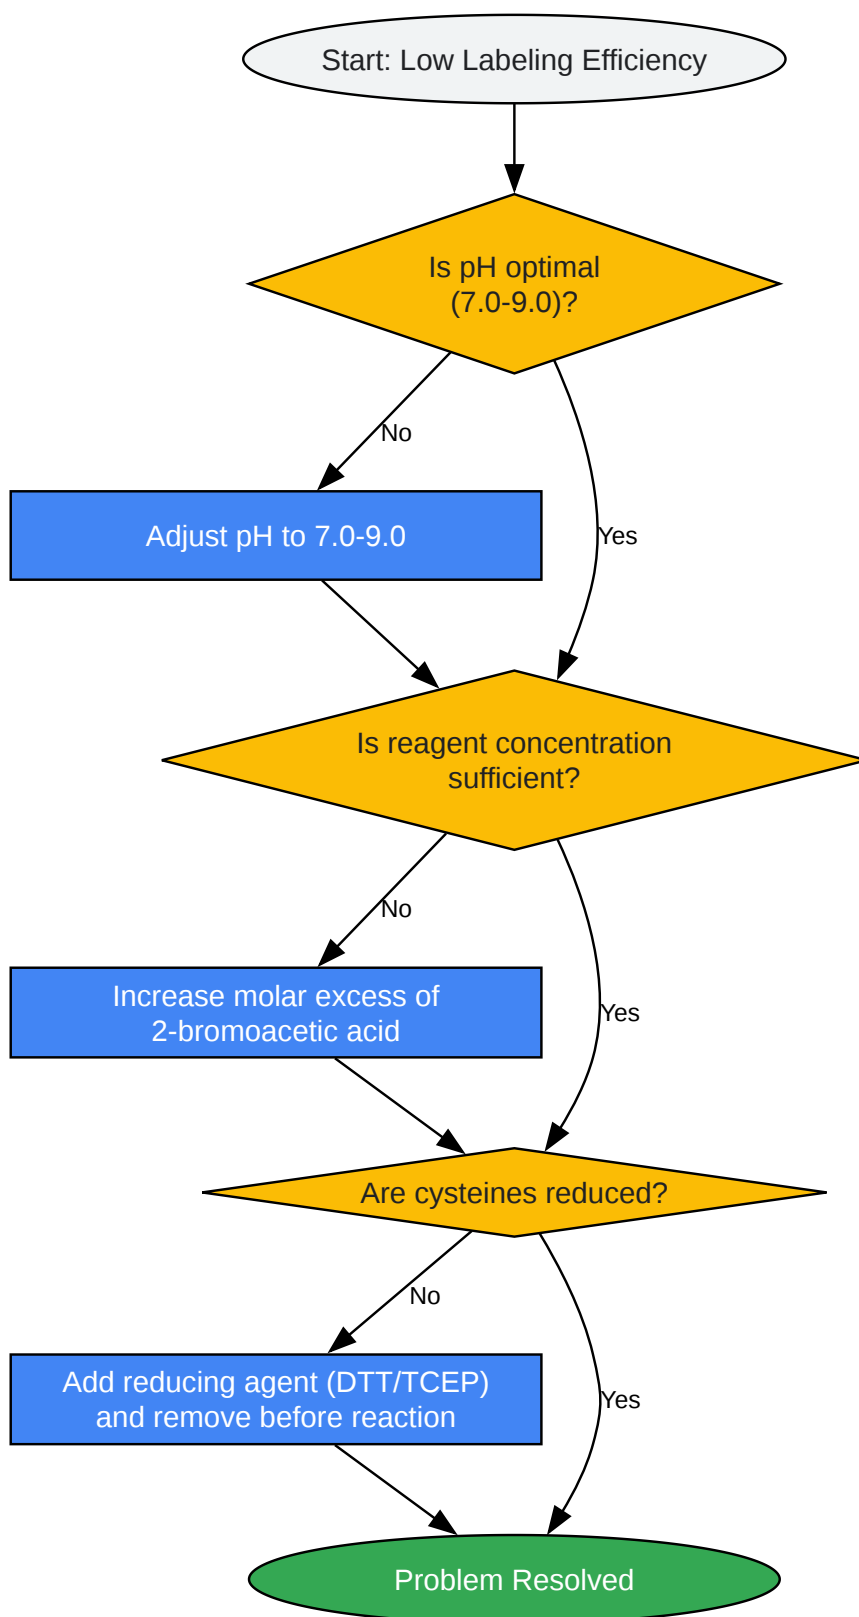 Start: Low Labeling Efficiency
Is pH optimal
(7.0-9.0)?
No
Yes
Adjust pH to 7.0-9.0
Is reagent concentration
sufficient?
No
Yes
Increase molar excess of
2-bromoacetic acid
Are cysteines reduced?
No
Yes
Add reducing agent (DTT/TCEP)
and remove before reaction
Problem Resolved